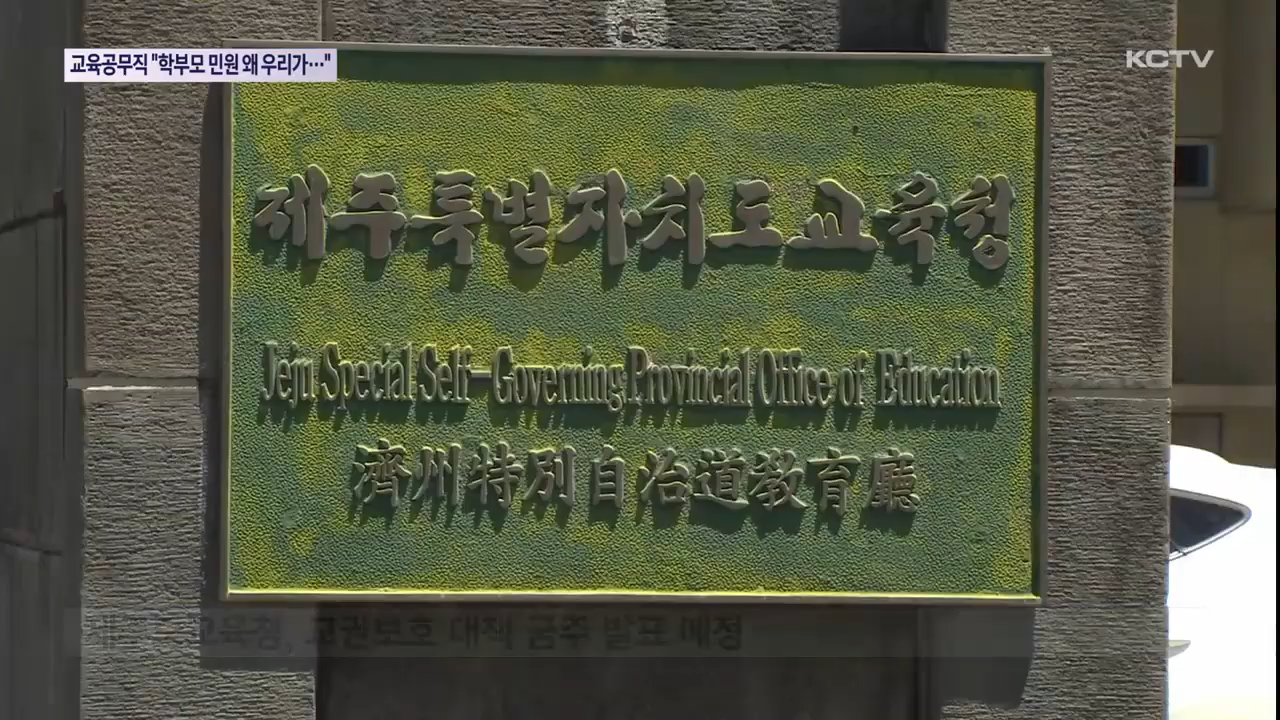 교육공무직 "학부모 민원 왜 우리가…"
KCTV
제주특별자치도교육청
Jeju Special Self-Governing Provincial Office of Education
濟州特別自治道教育廳
교육청, 교권보호 대책 금주 발표 예정